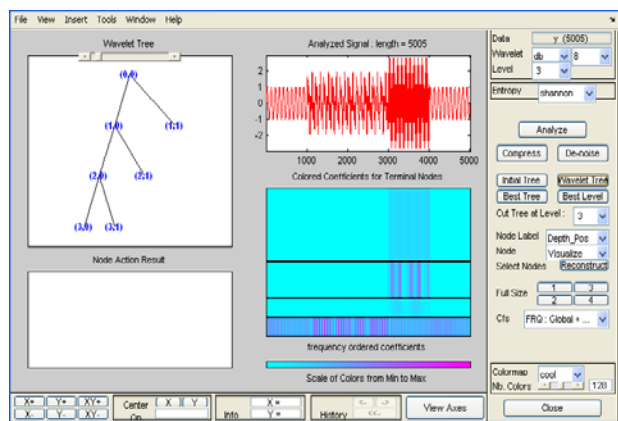 File View Insert Tools Window Help
Wavelet Tree
(0,0)
(1,0) (1,1)
(2,0) (2,1)
(3,0) (3,1)
Node Action Result
Analyzed Signal : length = 5005
2
1
0
-1
-2
1000 2000 3000 4000 5000
Colored Coefficients for Terminal Nodes
frequency ordered coefficients
Scale of Colors from Min to Max
Data y (5005)
Wavelet db 8
Level 3
Entropy shannon
Analyze
Compress De-noise
Initial Tree Wavelet Tree
Best Tree Best Level
Cut Tree at Level : 3
Node Label Depth_Pos
Node Visualize
Select Nodes Reconstruct
Full Size 1 3
2 4
Cfs FRQ : Global + ...
Colormap cool
Nb. Colors 128
Close
X+ Y+ XY+
X- Y- XY-
Center X Y
On
Info X =
Y =
History <- ->
<<-
View Axes